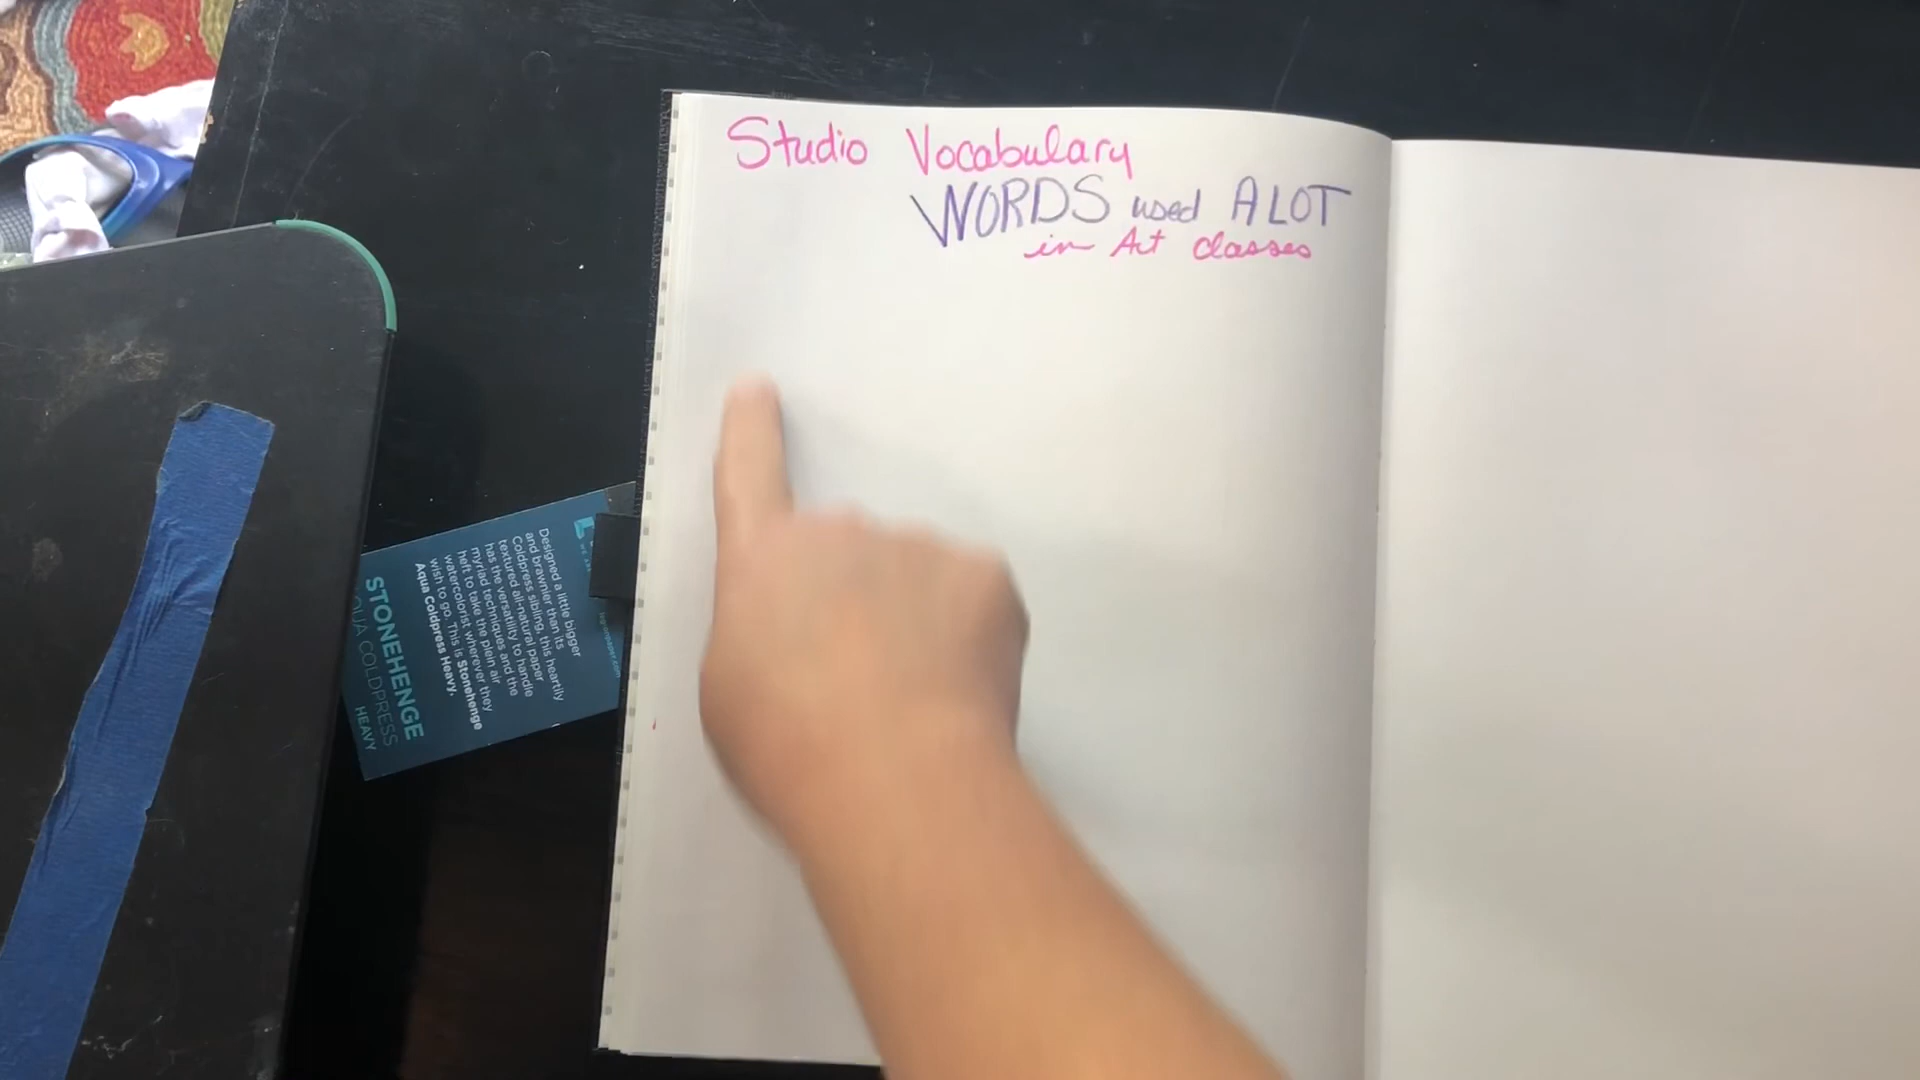 Studio Vocabulary
WORDS used A LOT
in Art classes
Designed a little bigger
and brawnier than its
Coldpress sibling, this heartily
textured all-natural paper
has the versatility to handle
myriad techniques and the
heft to take the plein air
watercolorist wherever they
wish to go. This is Stonehenge
Aqua Coldpress Heavy.
STONEHENGE
AQUA COLDPRESS
HEAVY